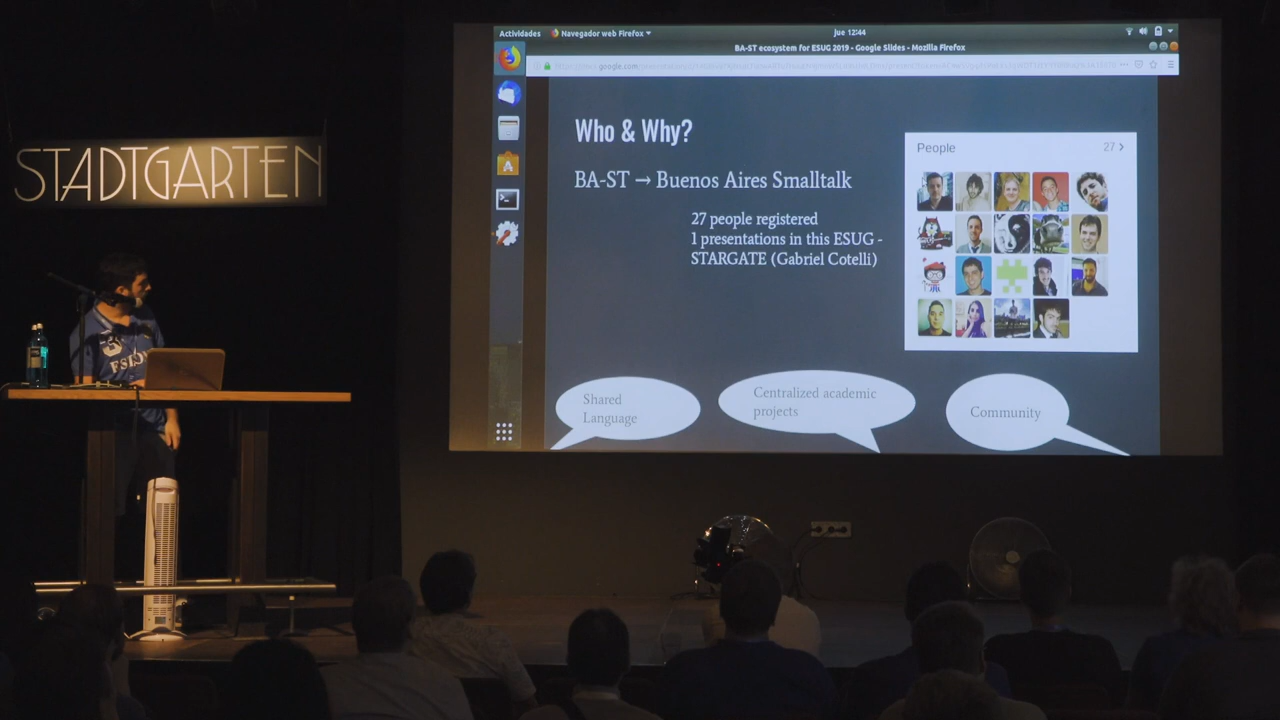 STADTGARTEN
Actividades
Navegador web Firefox
jue 12:44
BA-ST ecosystem for ESUG 2019 - Google Slides - Mozilla Firefox
Who & Why?
BA-ST → Buenos Aires Smalltalk
27 people registered
1 presentations in this ESUG -
STARGATE (Gabriel Cotelli)
People
27 >
Shared
Language
Centralized academic
projects
Community